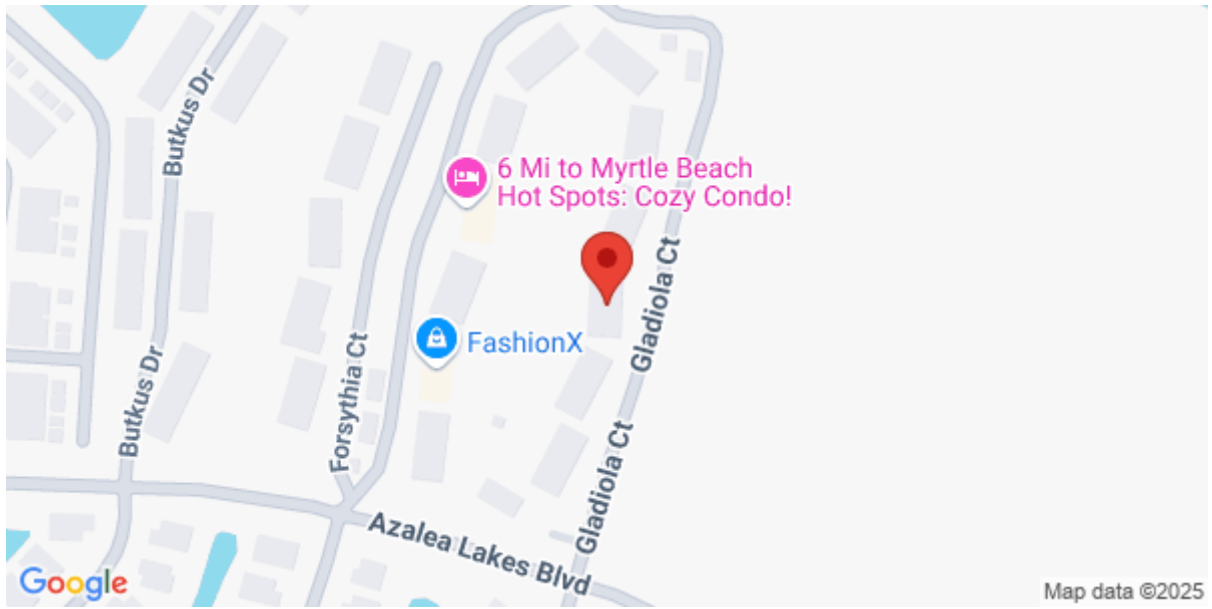 Butkus Dr
6 Mi to Myrtle Beach
Hot Spots: Cozy Condo!
Gladiola Ct
FashionX
Forsythia Ct
Butkus Dr
Gladiola Ct
Azalea Lakes Blvd
Google
Map data ©2025